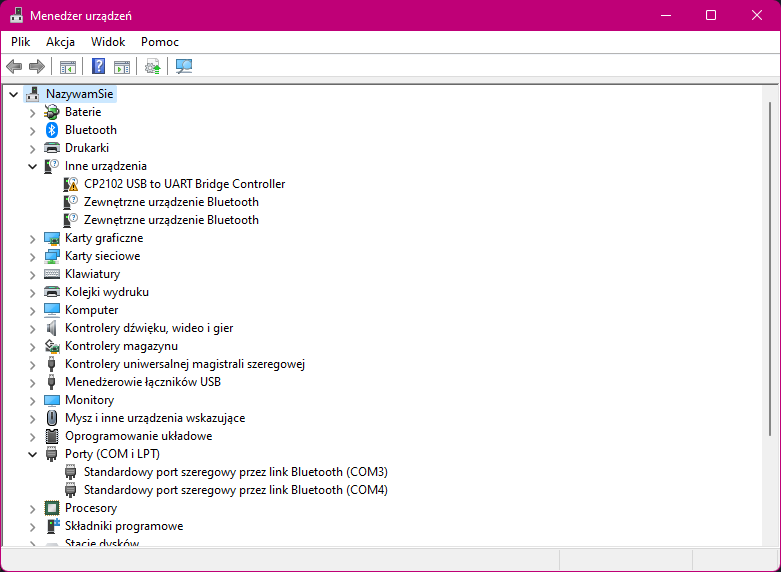 Menedżer urządzeń
Plik Akcja Widok Pomoc
NazywamSie
Baterie
Bluetooth
Drukarki
Inne urządzenia
CP2102 USB to UART Bridge Controller
Zewnętrzne urządzenie Bluetooth
Zewnętrzne urządzenie Bluetooth
Karty graficzne
Karty sieciowe
Klawiatury
Kolejki wydruku
Komputer
Kontrolery dźwięku, wideo i gier
Kontrolery magazynu
Kontrolery uniwersalnej magistrali szeregowej
Menedżerowie łączników USB
Monitory
Mysz i inne urządzenia wskazujące
Oprogramowanie układowe
Porty (COM i LPT)
Standardowy port szeregowy przez link Bluetooth (COM3)
Standardowy port szeregowy przez link Bluetooth (COM4)
Procesory
Składniki programowe
Stacje dysków